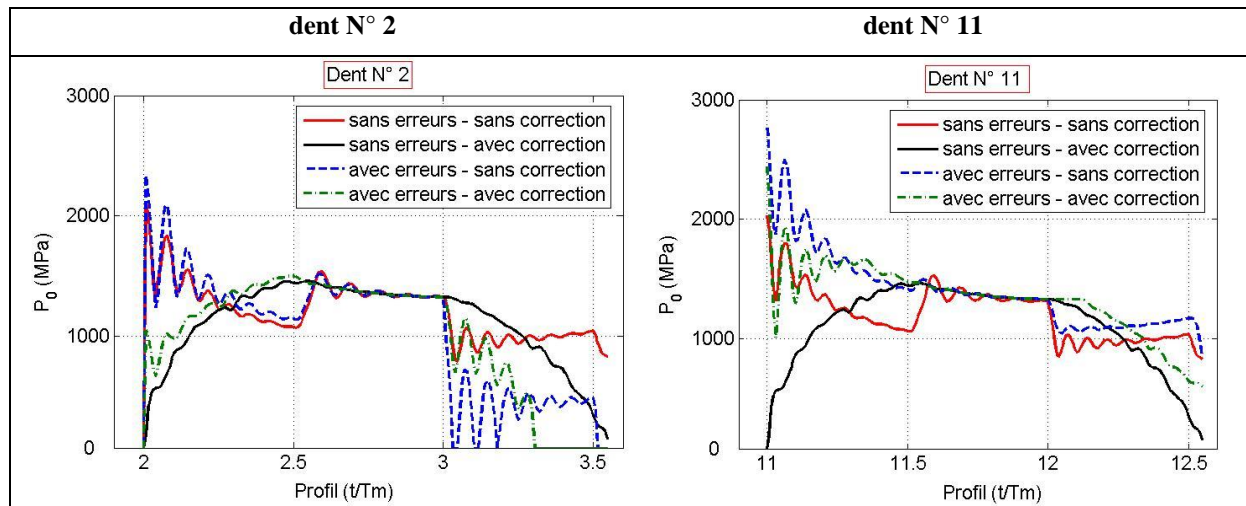 dent N° 2
dent N° 11
Dent N° 2
3000
2000
1000
0
P0 (MPa)
sans erreurs - sans correction
sans erreurs - avec correction
avec erreurs - sans correction
avec erreurs - avec correction
2
2.5
3
3.5
Profil (t/Tm)
Dent N° 11
3000
2000
1000
0
P0 (MPa)
sans erreurs - sans correction
sans erreurs - avec correction
avec erreurs - sans correction
avec erreurs - avec correction
11
11.5
12
12.5
Profil (t/Tm)